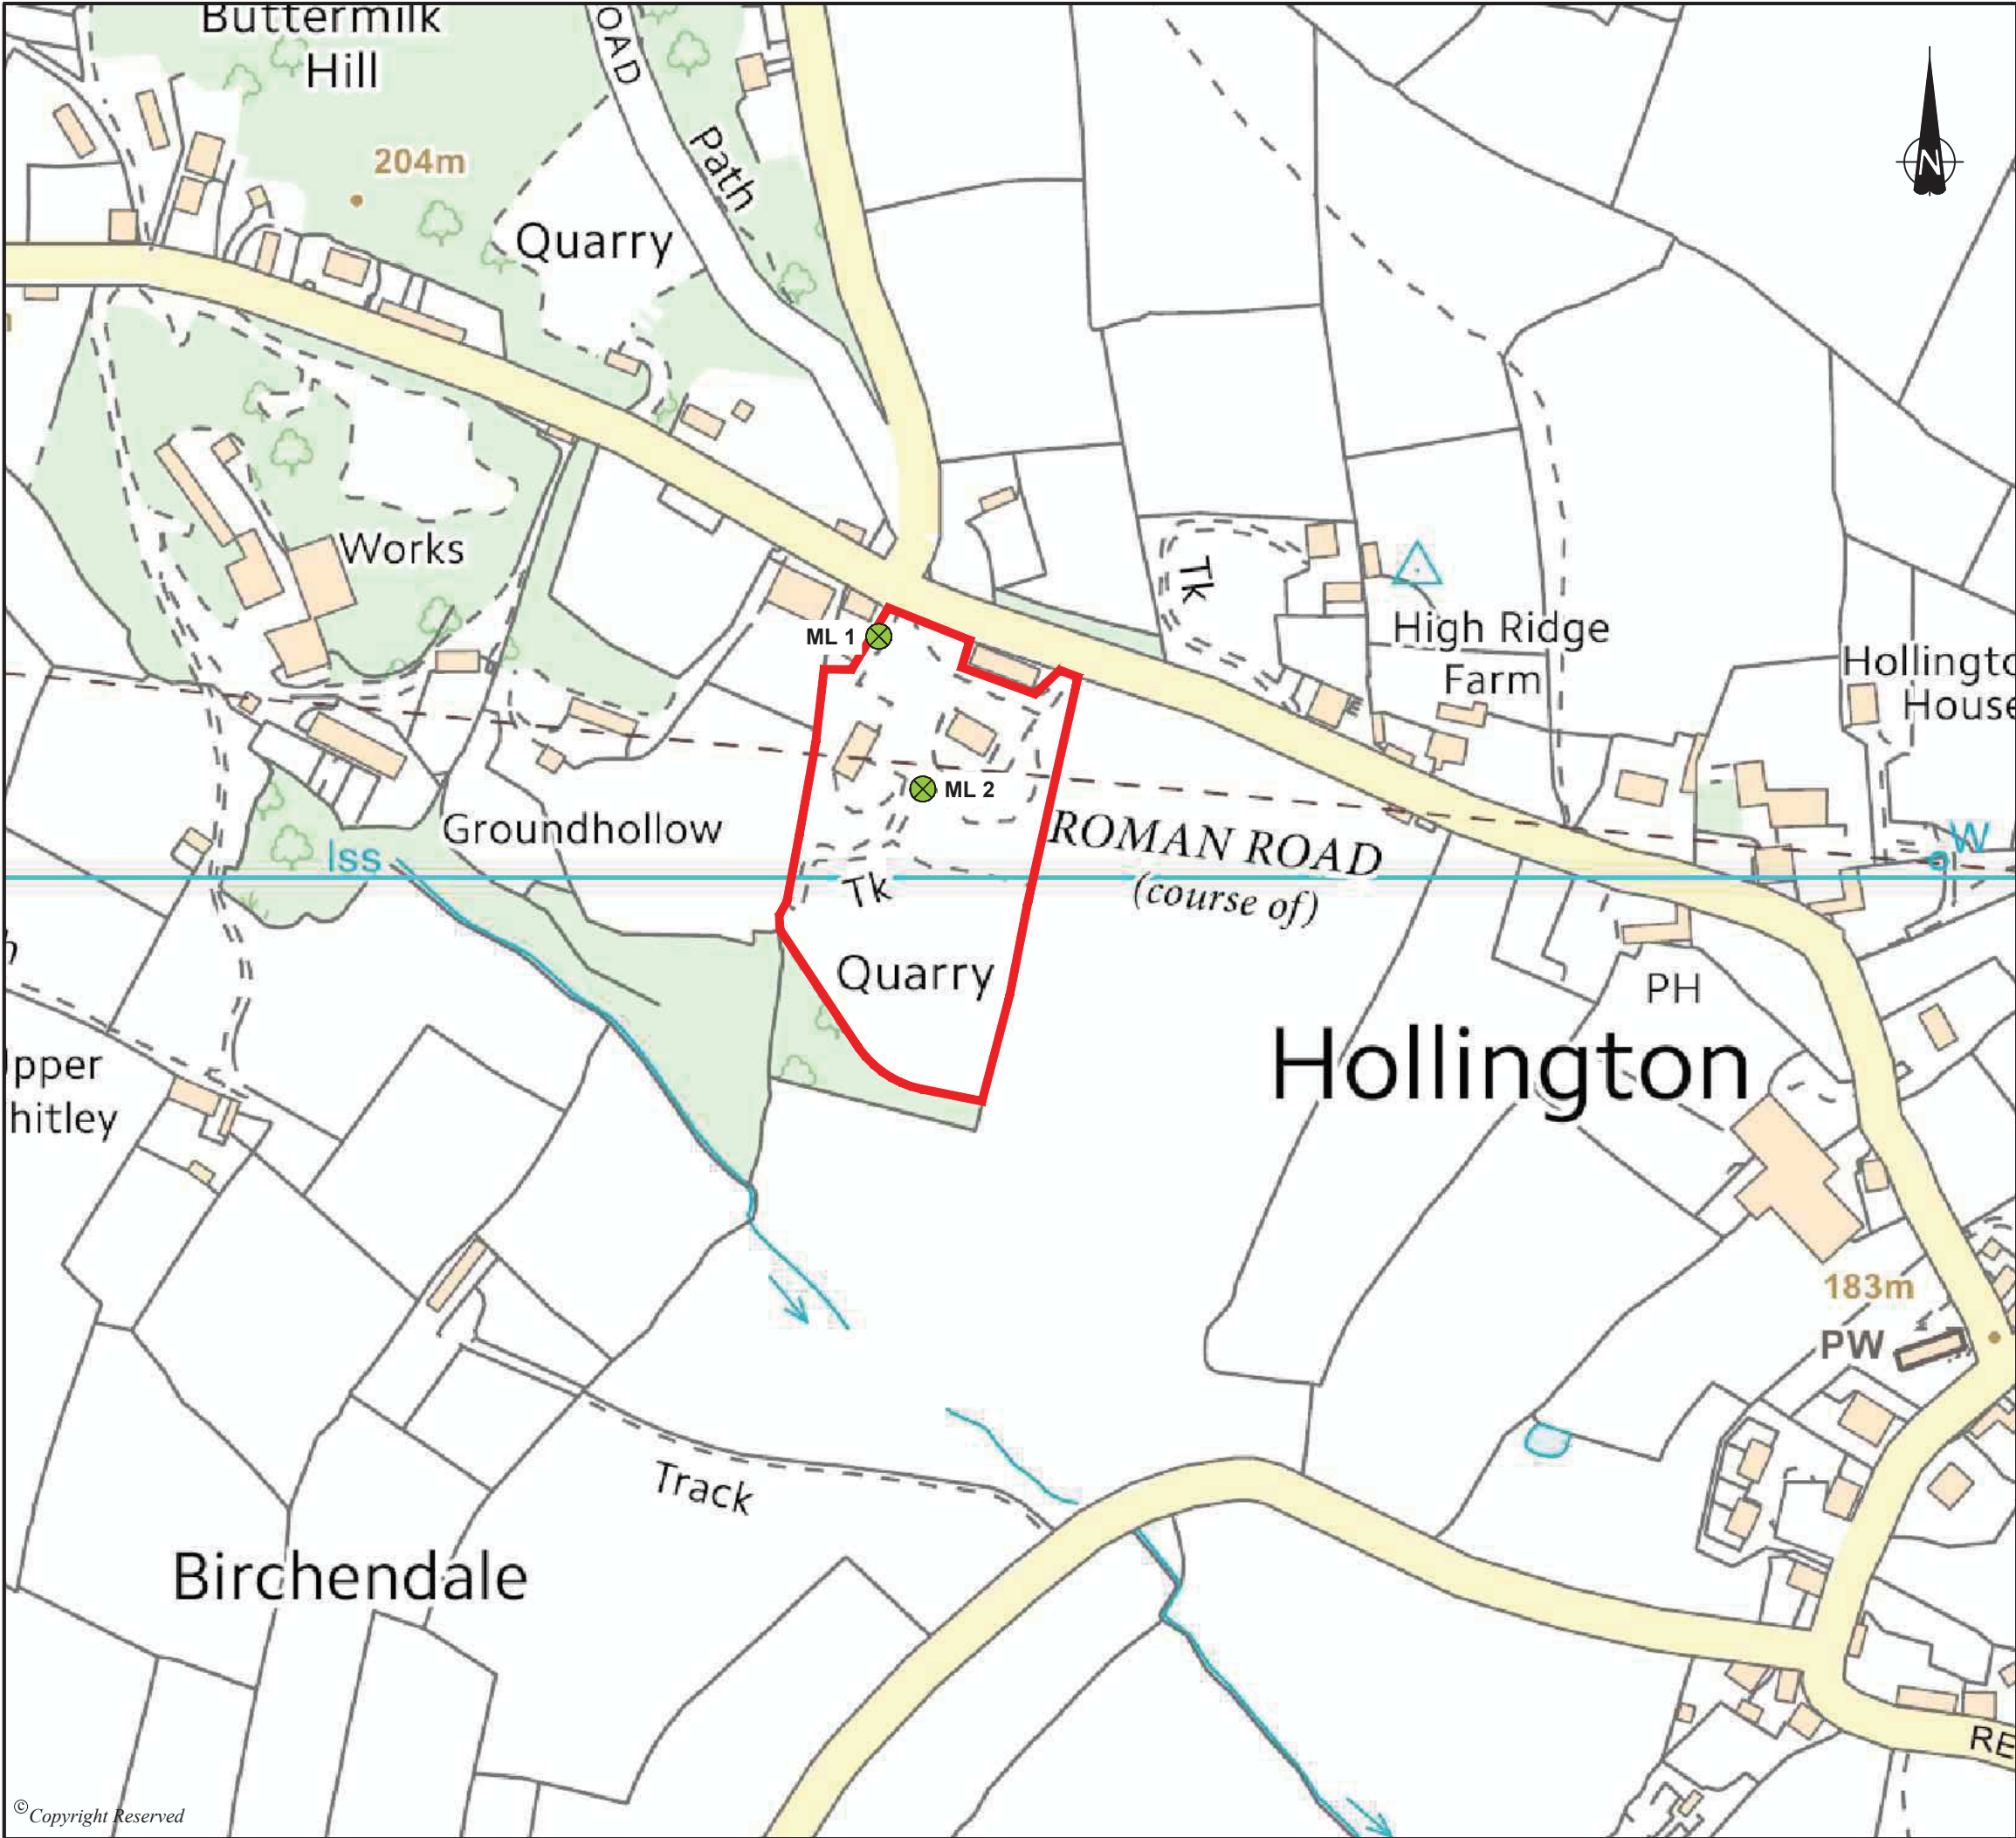 Buttermilk
Hill
OAD
Path
204m
Quarry
N
Works
Tk
ML 1
High Ridge
Farm
Hollingto
House
ML 2
Groundhollow
ROMAN ROAD
(course of)
W
Iss
Tk
Quarry
PH
Hollington
pper
hitley
183m
PW
Track
Birchendale
RE
© Copyright Reserved